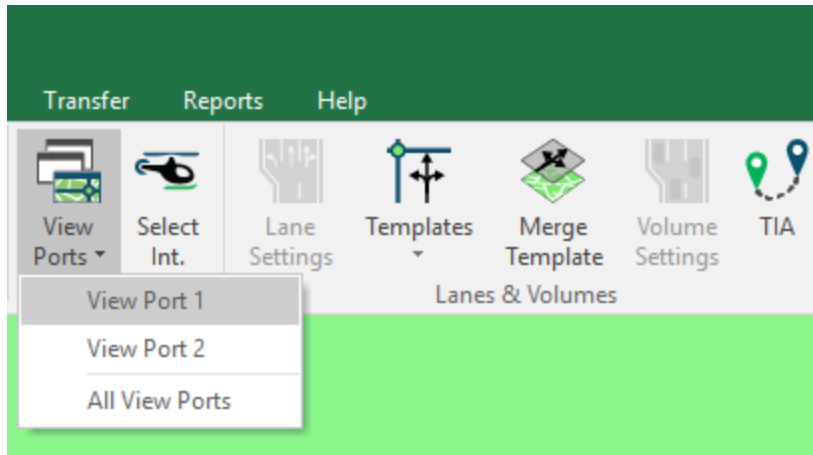 Transfer Reports Help
View Ports
Select Int.
Lane Settings
Templates
Merge Template
Volume Settings
TIA
Lanes & Volumes
View Port 1
View Port 2
All View Ports